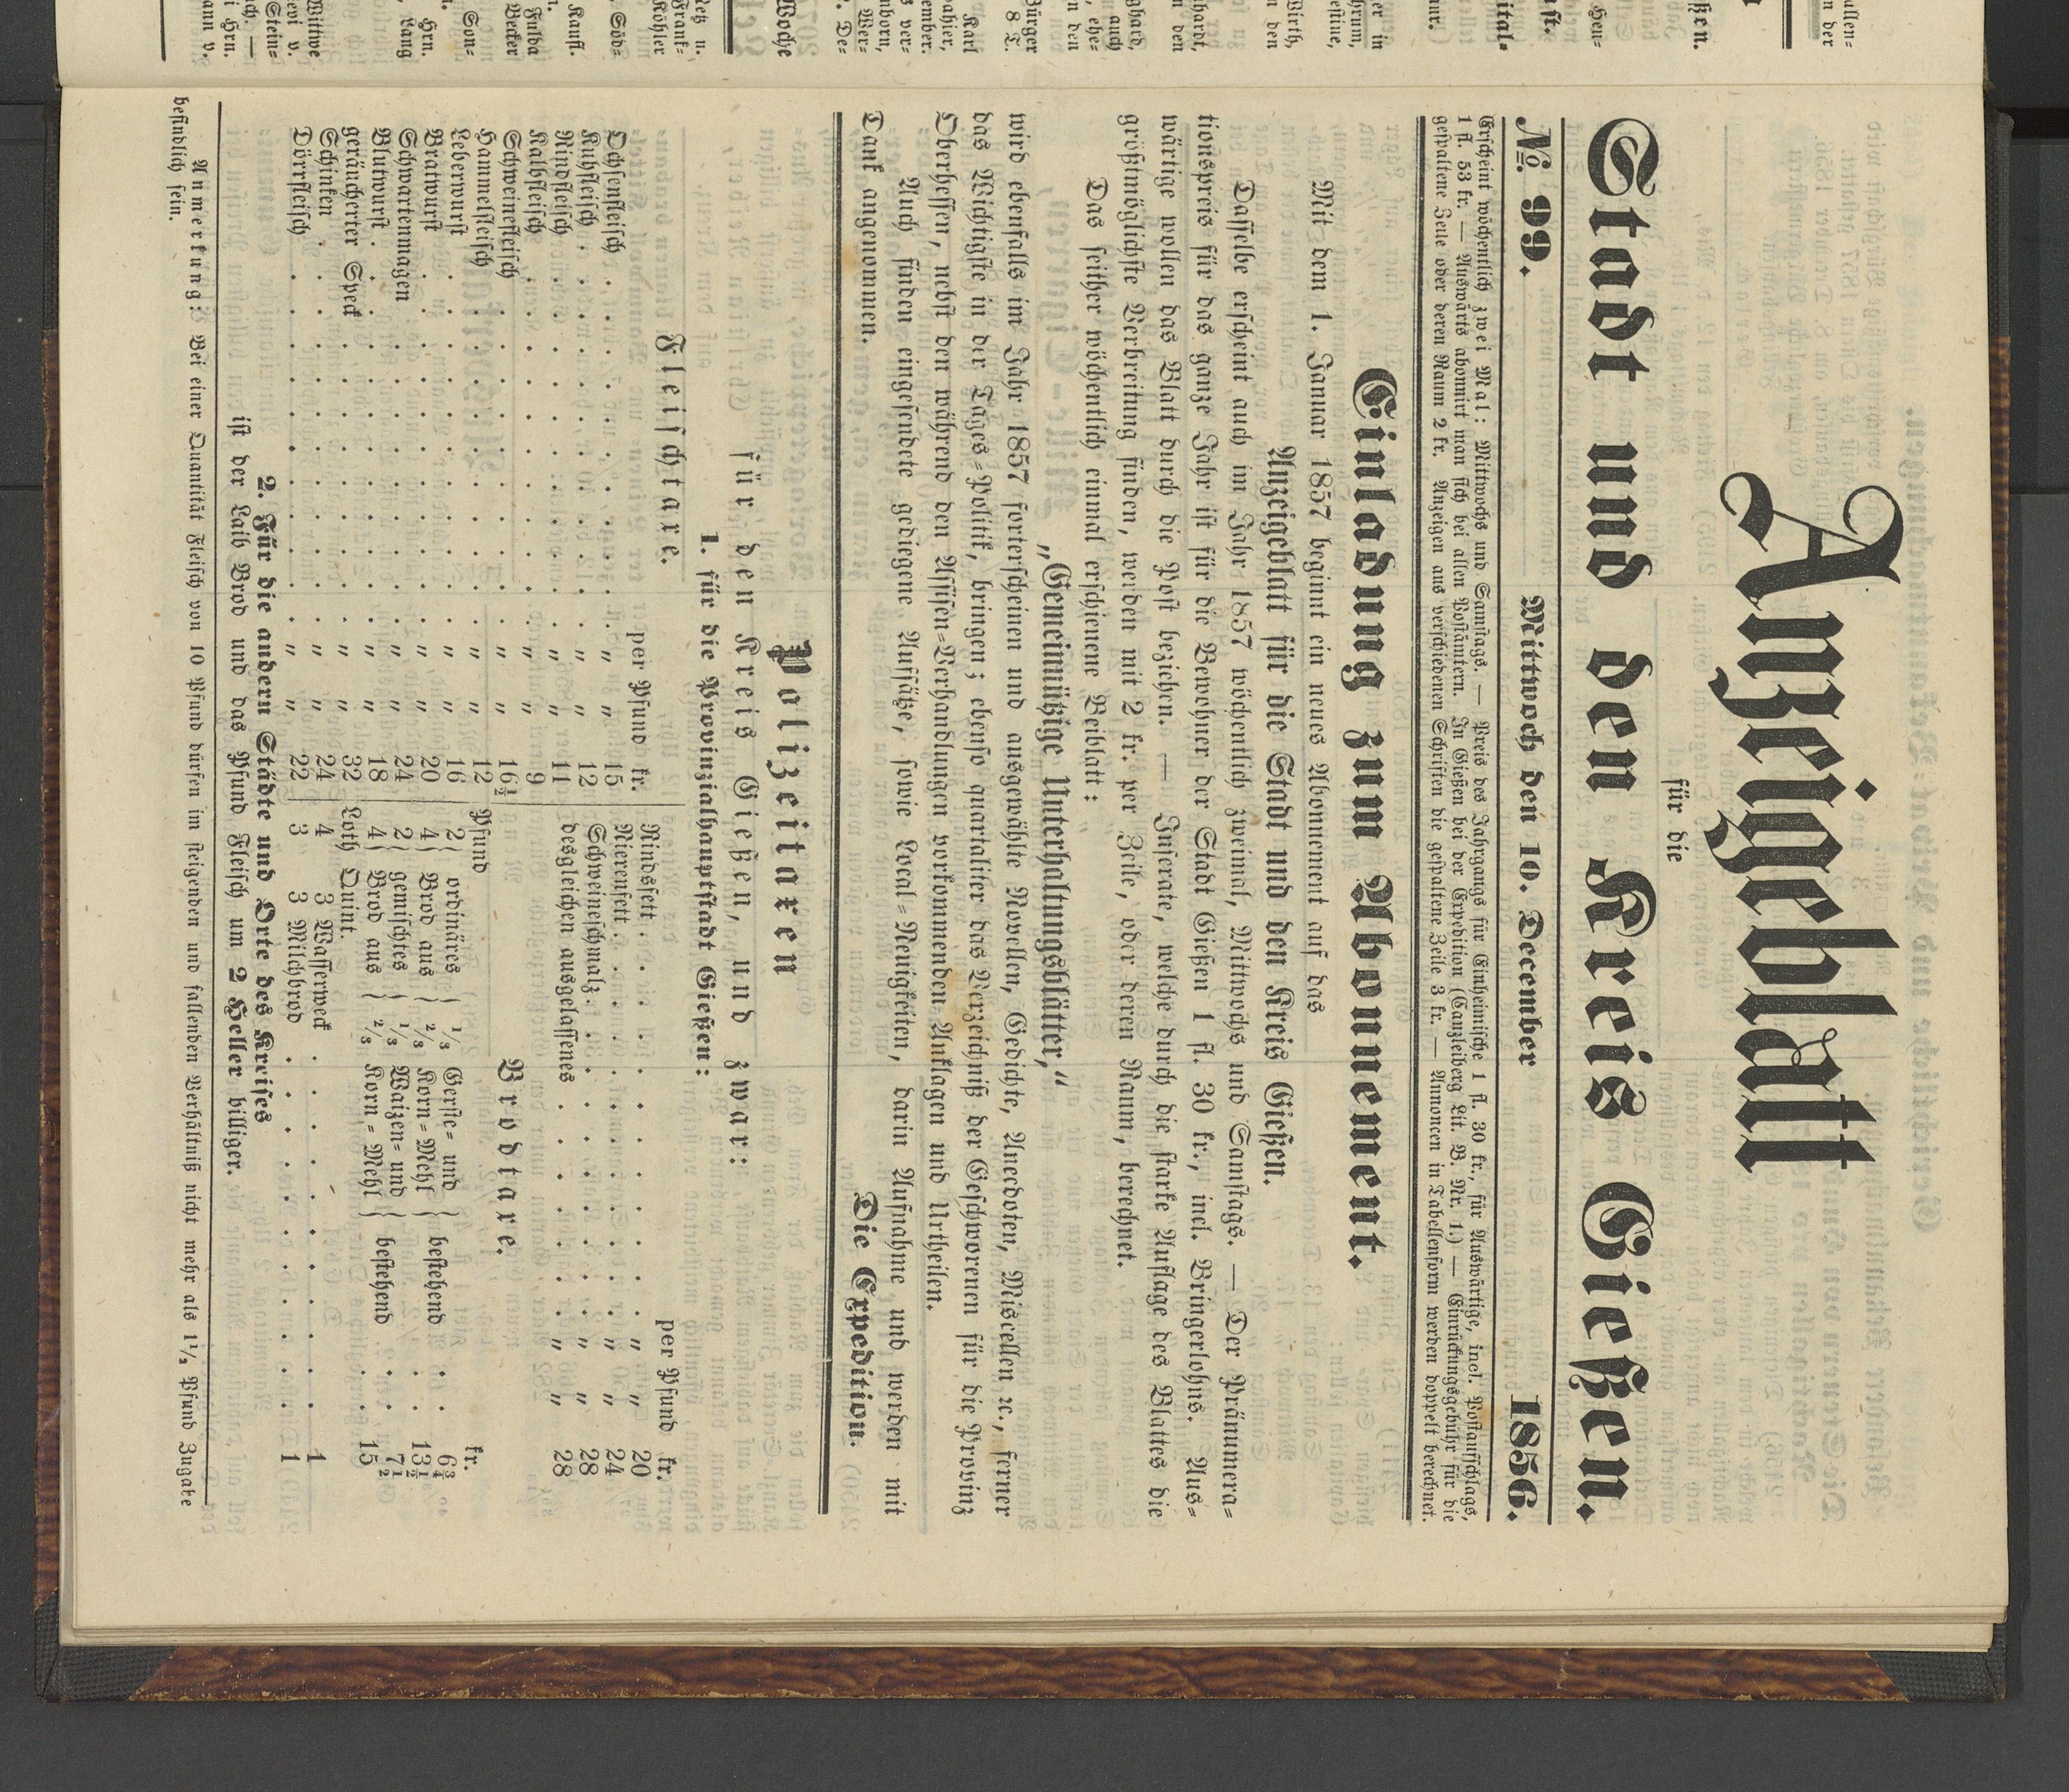 Anzeigeblatt
für die
Stadt und den Kreis Gießen.
№ 99. Mittwoch den 10. December 1856.
Erscheint wöchentlich zwei Mal: Mittwochs und Samstags. — Preis des Jahrgangs für Einheimische 1 fl. 30 kr., für Auswärtige, incl. Postaufschlags,
1 fl. 53 kr. — Auswärts abonnirt man sich bei allen Postämtern. In Gießen bei der Expedition (Canzleiberg Lit. B. Nr. 1.) — Einrückungsgebühr für die
gespaltene Zeile oder deren Raum 2 kr. Anzeigen aus verschiedenen Schriften die gespaltene Zeile 3 kr. — Annoncen in Tabellenform werden doppelt berechnet.
Einladung zum Abonnement.
Mit dem 1. Januar 1857 beginnt ein neues Abonnement auf das
Anzeigeblatt für die Stadt und den Kreis Gießen.
Dasselbe erscheint auch im Jahr 1857 wöchentlich zweimal, Mittwochs und Samstags. — Der Pränumera-
tionspreis für das ganze Jahr ist für die Bewohner der Stadt Gießen 1 fl. 30 kr., incl. Bringerlohns. Aus-
wärtige wollen das Blatt durch die Post beziehen. — Inserate, welche durch die starke Auflage des Blattes die
größtmöglichste Verbreitung finden, werden mit 2 kr. per Zeile, oder deren Raum, berechnet.
Das seither wöchentlich einmal erschienene Beiblatt:
„Gemeinnützige Unterhaltungsblätter,“
wird ebenfalls im Jahr 1857 forterscheinen und ausgewählte Novellen, Gedichte, Anecdoten, Miscellen ꝛc., ferner
das Wichtigste in der Tages-Politik, bringen; ebenso quartaliter das Verzeichniß der Geschworenen für die Provinz
Oberhessen, nebst den während den Assisen-Verhandlungen vorkommenden Anklagen und Urtheilen.
Auch finden eingesendete gediegene Aufsätze, sowie Local-Neuigkeiten, darin Aufnahme und werden mit
Dank angenommen. Die Expedition.
Polizeitaxen
für den Kreis Gießen, und zwar:
1. für die Provinzialhauptstadt Gießen:
Fleischtaxe.
per Pfund kr.
Ochsenfleisch . . . „ „ 15
Kuhfleisch . . . „ „ 12
Rindfleisch . . . „ „ 11
Kalbfleisch . . . „ „ 9
Schweinefleisch . . . „ „ 16½
Hammelfleisch . . . „ „ 12
Leberwurst . . . „ „ 16
Bratwurst . . . „ „ 20
Schwartenmagen . . . „ „ 24
Blutwurst . . . „ „ 18
geräucherter Speck . . . „ „ 32
Schinken . . . „ „ 24
Dörrfleisch . . . „ „ 22
per Pfund kr.
Rindsfett . . . „ „ 20
Nierenfett . . . „ „ 24
Schweineschmalz . . . „ „ 28
desgleichen ausgelassenes . . . „ „ 28
Brodtaxe.
Pfund kr.
2 } ordinäres { 1/3 Gerste- und } bestehend . . 6¾
4 } Brod aus { 2/3 Korn-Mehl } 13½
2 } gemischtes { 1/3 Waizen- und } bestehend . . 7½
4 } Brod aus { 2/3 Korn-Mehl } 15
Loth Quint.
4 3 Wasserweck . . . 1
3 3 Milchbrod . . . 1
2. Für die andern Städte und Orte des Kreises
ist der Laib Brod und das Pfund Fleisch um 2 Heller billiger.
Anmerkung: Bei einer Quantität Fleisch von 10 Pfund dürfen im steigenden und fallenden Verhältniß nicht mehr als 1½ Pfund Zugabe
befindlich sein.